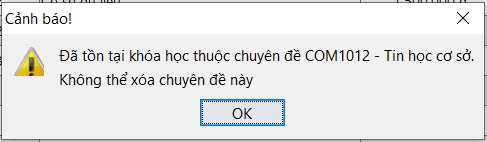 Cảnh báo!
Đã tồn tại khóa học thuộc chuyên đề COM1012 - Tin học cơ sở.
Không thể xóa chuyên đề này
OK